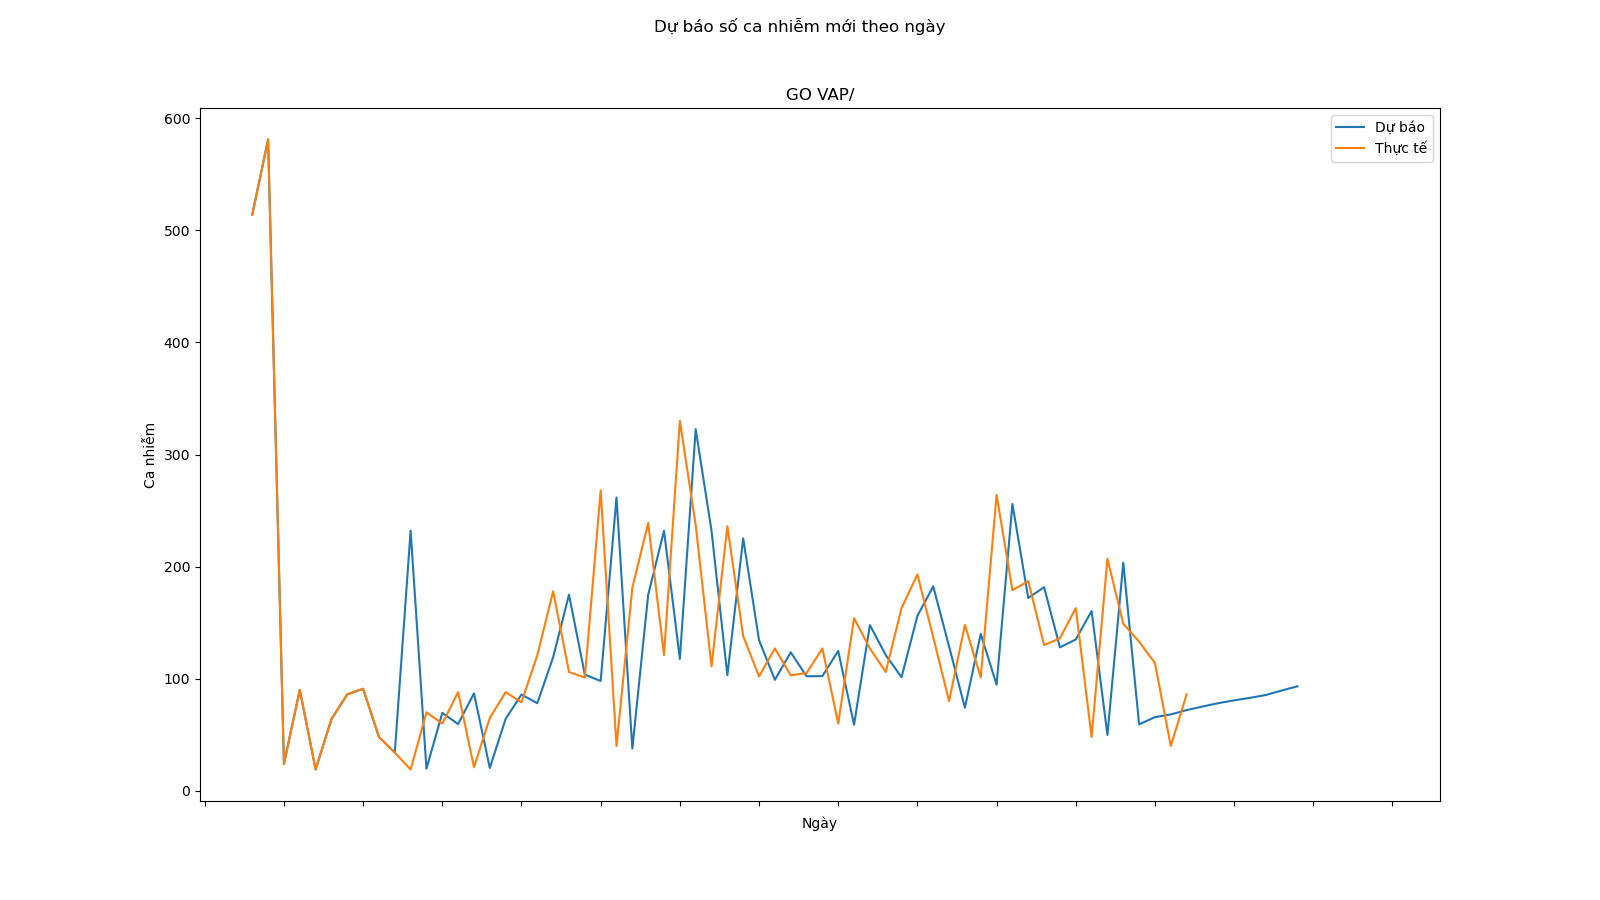 Dự báo số ca nhiễm mới theo ngày
GO VAP/
Dự báo
Thực tế
600
500
400
300
200
100
0
Ca nhiễm
Ngày